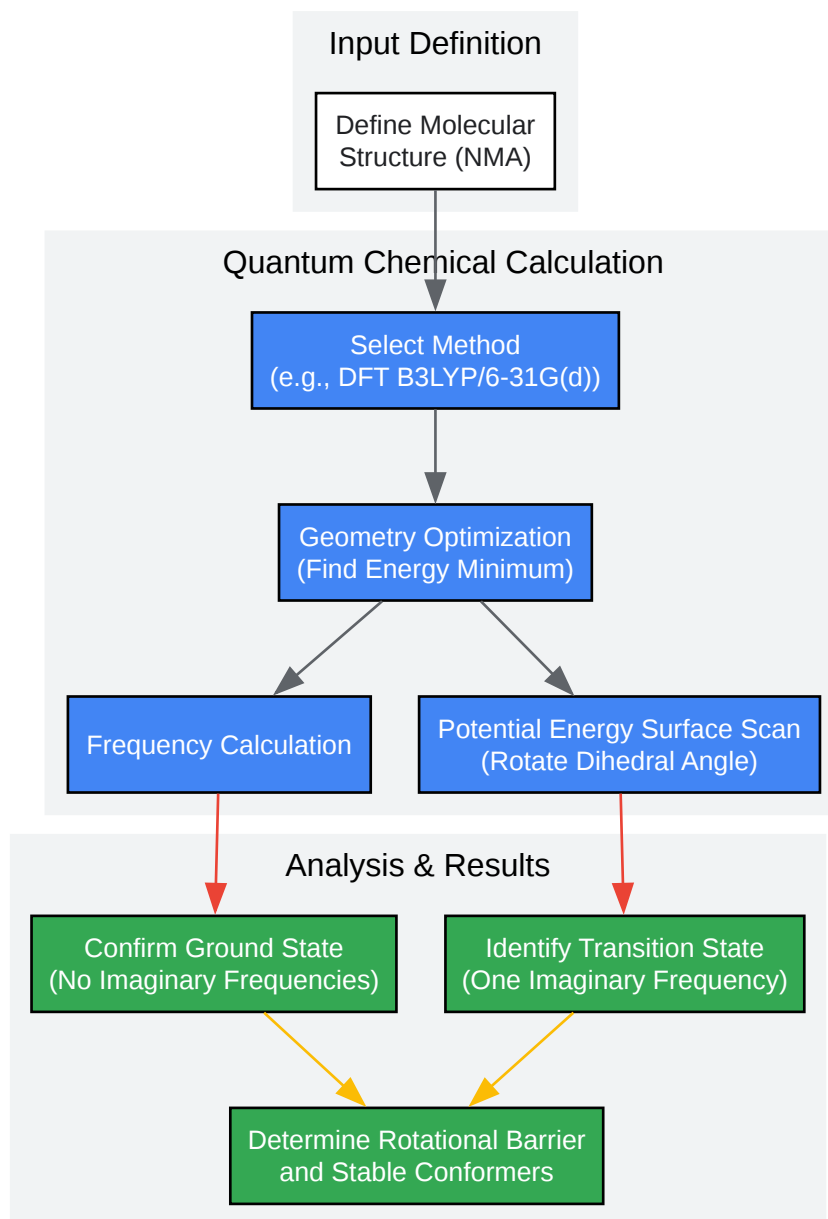 Input Definition
Define Molecular
Structure (NMA)
Quantum Chemical Calculation
Select Method
(e.g., DFT B3LYP/6-31G(d))
Geometry Optimization
(Find Energy Minimum)
Frequency Calculation
Potential Energy Surface Scan
(Rotate Dihedral Angle)
Analysis & Results
Confirm Ground State
(No Imaginary Frequencies)
Identify Transition State
(One Imaginary Frequency)
Determine Rotational Barrier
and Stable Conformers